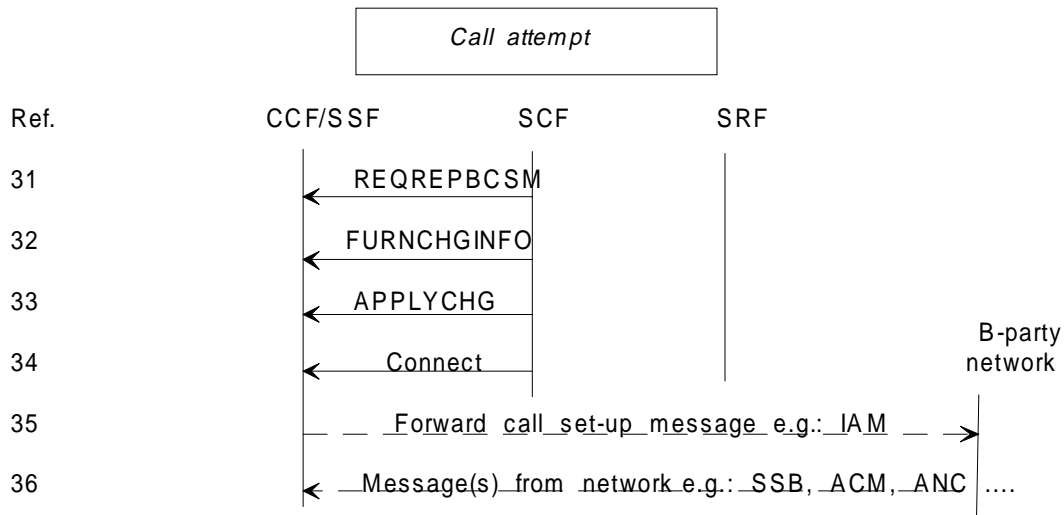 Call attempt
Ref. CCF/SSF SCF SRF
31 REQREPBCSM
32 FURNCHGINFO
33 APPLYCHG
B-party
34 Connect network
35 Forward call set-up message e.g.: IAM
36 Message(s) from network e.g.: SSB, ACM, ANC ....